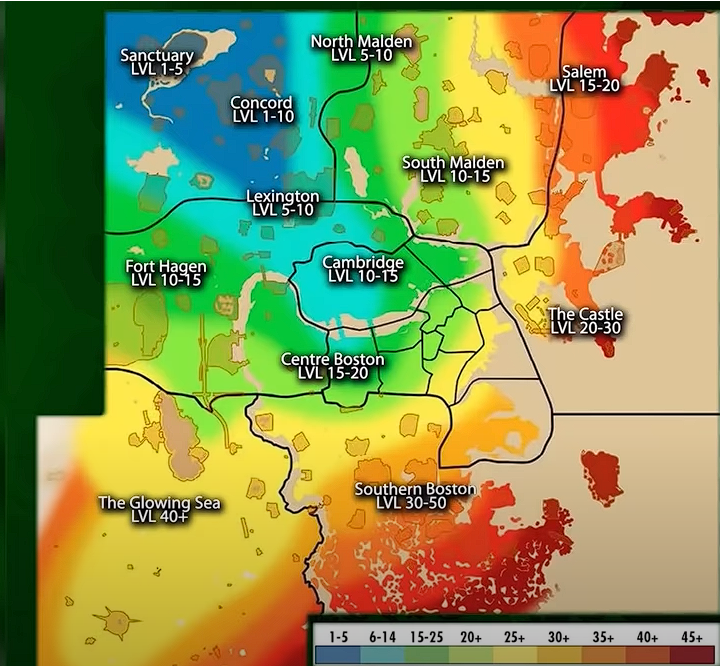 North Malden
LVL 5-10
Sanctuary
LVL 1-5
Salem
LVL 15-20
Concord
LVL 1-10
South Malden
LVL 10-15
Lexington
LVL 5-10
Fort Hagen
LVL 10-15
Cambridge
LVL 10-15
The Castle
LVL 20-30
Centre Boston
LVL 15-20
Southern Boston
LVL 30-50
The Glowing Sea
LVL 40+
1-5 6-14 15-25 20+ 25+ 30+ 35+ 40+ 45+